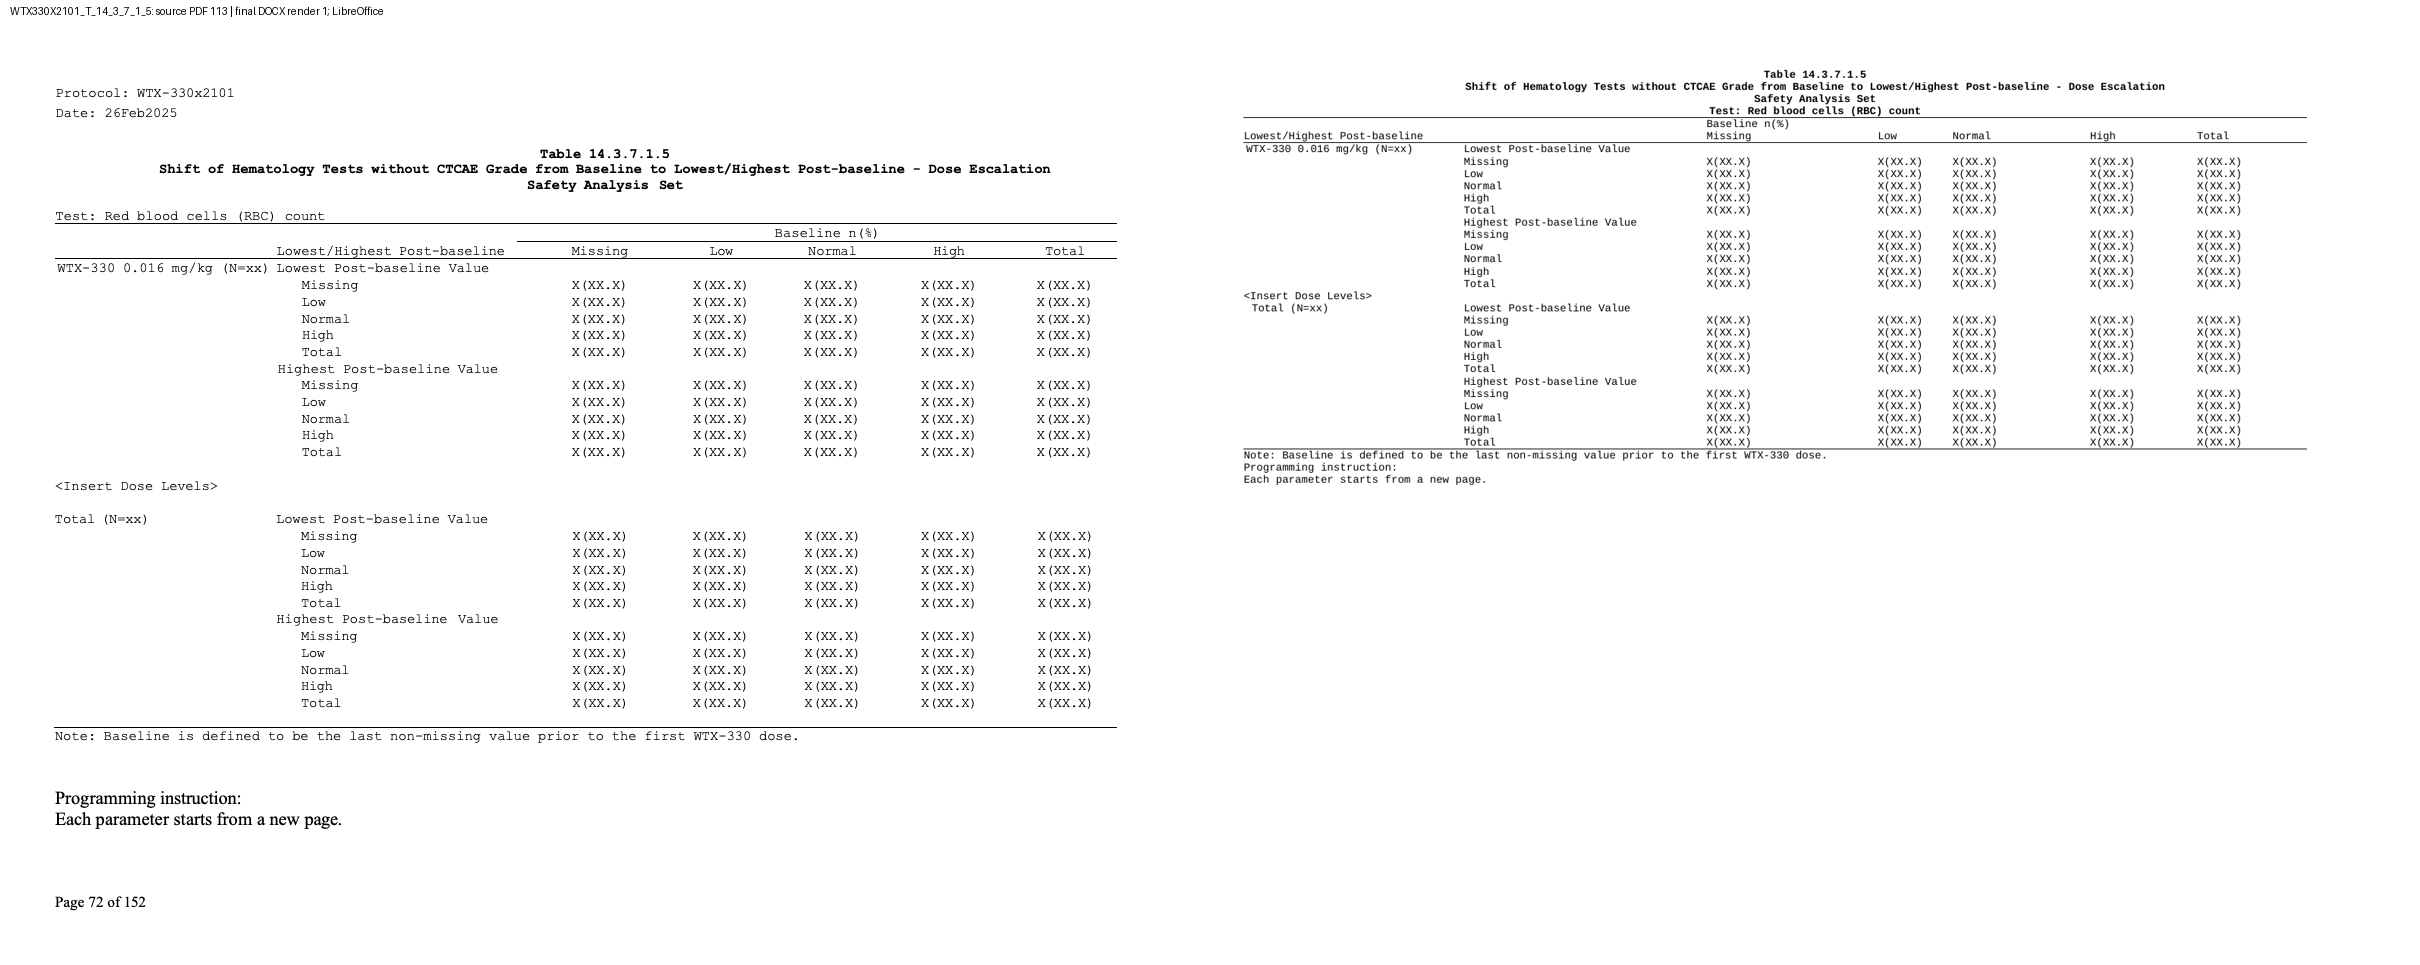 WTX330X2101_T_14_3_7_1_5: source PDF 113 | final DOCX render 1; LibreOffice
Protocol: WTX-330x2101
Date: 26Feb2025
Table 14.3.7.1.5
Shift of Hematology Tests without CTCAE Grade from Baseline to Lowest/Highest Post-baseline - Dose Escalation
Safety Analysis Set
Test: Red blood cells (RBC) count
Baseline n(%)
Lowest/Highest Post-baseline Missing Low Normal High Total
WTX-330 0.016 mg/kg (N=xx) Lowest Post-baseline Value
Missing X(XX.X) X(XX.X) X(XX.X) X(XX.X) X(XX.X)
Low X(XX.X) X(XX.X) X(XX.X) X(XX.X) X(XX.X)
Normal X(XX.X) X(XX.X) X(XX.X) X(XX.X) X(XX.X)
High X(XX.X) X(XX.X) X(XX.X) X(XX.X) X(XX.X)
Total X(XX.X) X(XX.X) X(XX.X) X(XX.X) X(XX.X)
Highest Post-baseline Value
Missing X(XX.X) X(XX.X) X(XX.X) X(XX.X) X(XX.X)
Low X(XX.X) X(XX.X) X(XX.X) X(XX.X) X(XX.X)
Normal X(XX.X) X(XX.X) X(XX.X) X(XX.X) X(XX.X)
High X(XX.X) X(XX.X) X(XX.X) X(XX.X) X(XX.X)
Total X(XX.X) X(XX.X) X(XX.X) X(XX.X) X(XX.X)
<Insert Dose Levels>
Total (N=xx) Lowest Post-baseline Value
Missing X(XX.X) X(XX.X) X(XX.X) X(XX.X) X(XX.X)
Low X(XX.X) X(XX.X) X(XX.X) X(XX.X) X(XX.X)
Normal X(XX.X) X(XX.X) X(XX.X) X(XX.X) X(XX.X)
High X(XX.X) X(XX.X) X(XX.X) X(XX.X) X(XX.X)
Total X(XX.X) X(XX.X) X(XX.X) X(XX.X) X(XX.X)
Highest Post-baseline Value
Missing X(XX.X) X(XX.X) X(XX.X) X(XX.X) X(XX.X)
Low X(XX.X) X(XX.X) X(XX.X) X(XX.X) X(XX.X)
Normal X(XX.X) X(XX.X) X(XX.X) X(XX.X) X(XX.X)
High X(XX.X) X(XX.X) X(XX.X) X(XX.X) X(XX.X)
Total X(XX.X) X(XX.X) X(XX.X) X(XX.X) X(XX.X)
Note: Baseline is defined to be the last non-missing value prior to the first WTX-330 dose.
Programming instruction:
Each parameter starts from a new page.
Page 72 of 152
Table 14.3.7.1.5
Shift of Hematology Tests without CTCAE Grade from Baseline to Lowest/Highest Post-baseline - Dose Escalation
Safety Analysis Set
Test: Red blood cells (RBC) count
Baseline n(%)
Lowest/Highest Post-baseline Missing Low Normal High Total
WTX-330 0.016 mg/kg (N=xx) Lowest Post-baseline Value
Missing X(XX.X) X(XX.X) X(XX.X) X(XX.X) X(XX.X)
Low X(XX.X) X(XX.X) X(XX.X) X(XX.X) X(XX.X)
Normal X(XX.X) X(XX.X) X(XX.X) X(XX.X) X(XX.X)
High X(XX.X) X(XX.X) X(XX.X) X(XX.X) X(XX.X)
Total X(XX.X) X(XX.X) X(XX.X) X(XX.X) X(XX.X)
Highest Post-baseline Value
Missing X(XX.X) X(XX.X) X(XX.X) X(XX.X) X(XX.X)
Low X(XX.X) X(XX.X) X(XX.X) X(XX.X) X(XX.X)
Normal X(XX.X) X(XX.X) X(XX.X) X(XX.X) X(XX.X)
High X(XX.X) X(XX.X) X(XX.X) X(XX.X) X(XX.X)
Total X(XX.X) X(XX.X) X(XX.X) X(XX.X) X(XX.X)
<Insert Dose Levels>
Total (N=xx) Lowest Post-baseline Value
Missing X(XX.X) X(XX.X) X(XX.X) X(XX.X) X(XX.X)
Low X(XX.X) X(XX.X) X(XX.X) X(XX.X) X(XX.X)
Normal X(XX.X) X(XX.X) X(XX.X) X(XX.X) X(XX.X)
High X(XX.X) X(XX.X) X(XX.X) X(XX.X) X(XX.X)
Total X(XX.X) X(XX.X) X(XX.X) X(XX.X) X(XX.X)
Highest Post-baseline Value
Missing X(XX.X) X(XX.X) X(XX.X) X(XX.X) X(XX.X)
Low X(XX.X) X(XX.X) X(XX.X) X(XX.X) X(XX.X)
Normal X(XX.X) X(XX.X) X(XX.X) X(XX.X) X(XX.X)
High X(XX.X) X(XX.X) X(XX.X) X(XX.X) X(XX.X)
Total X(XX.X) X(XX.X) X(XX.X) X(XX.X) X(XX.X)
Note: Baseline is defined to be the last non-missing value prior to the first WTX-330 dose.
Programming instruction:
Each parameter starts from a new page.